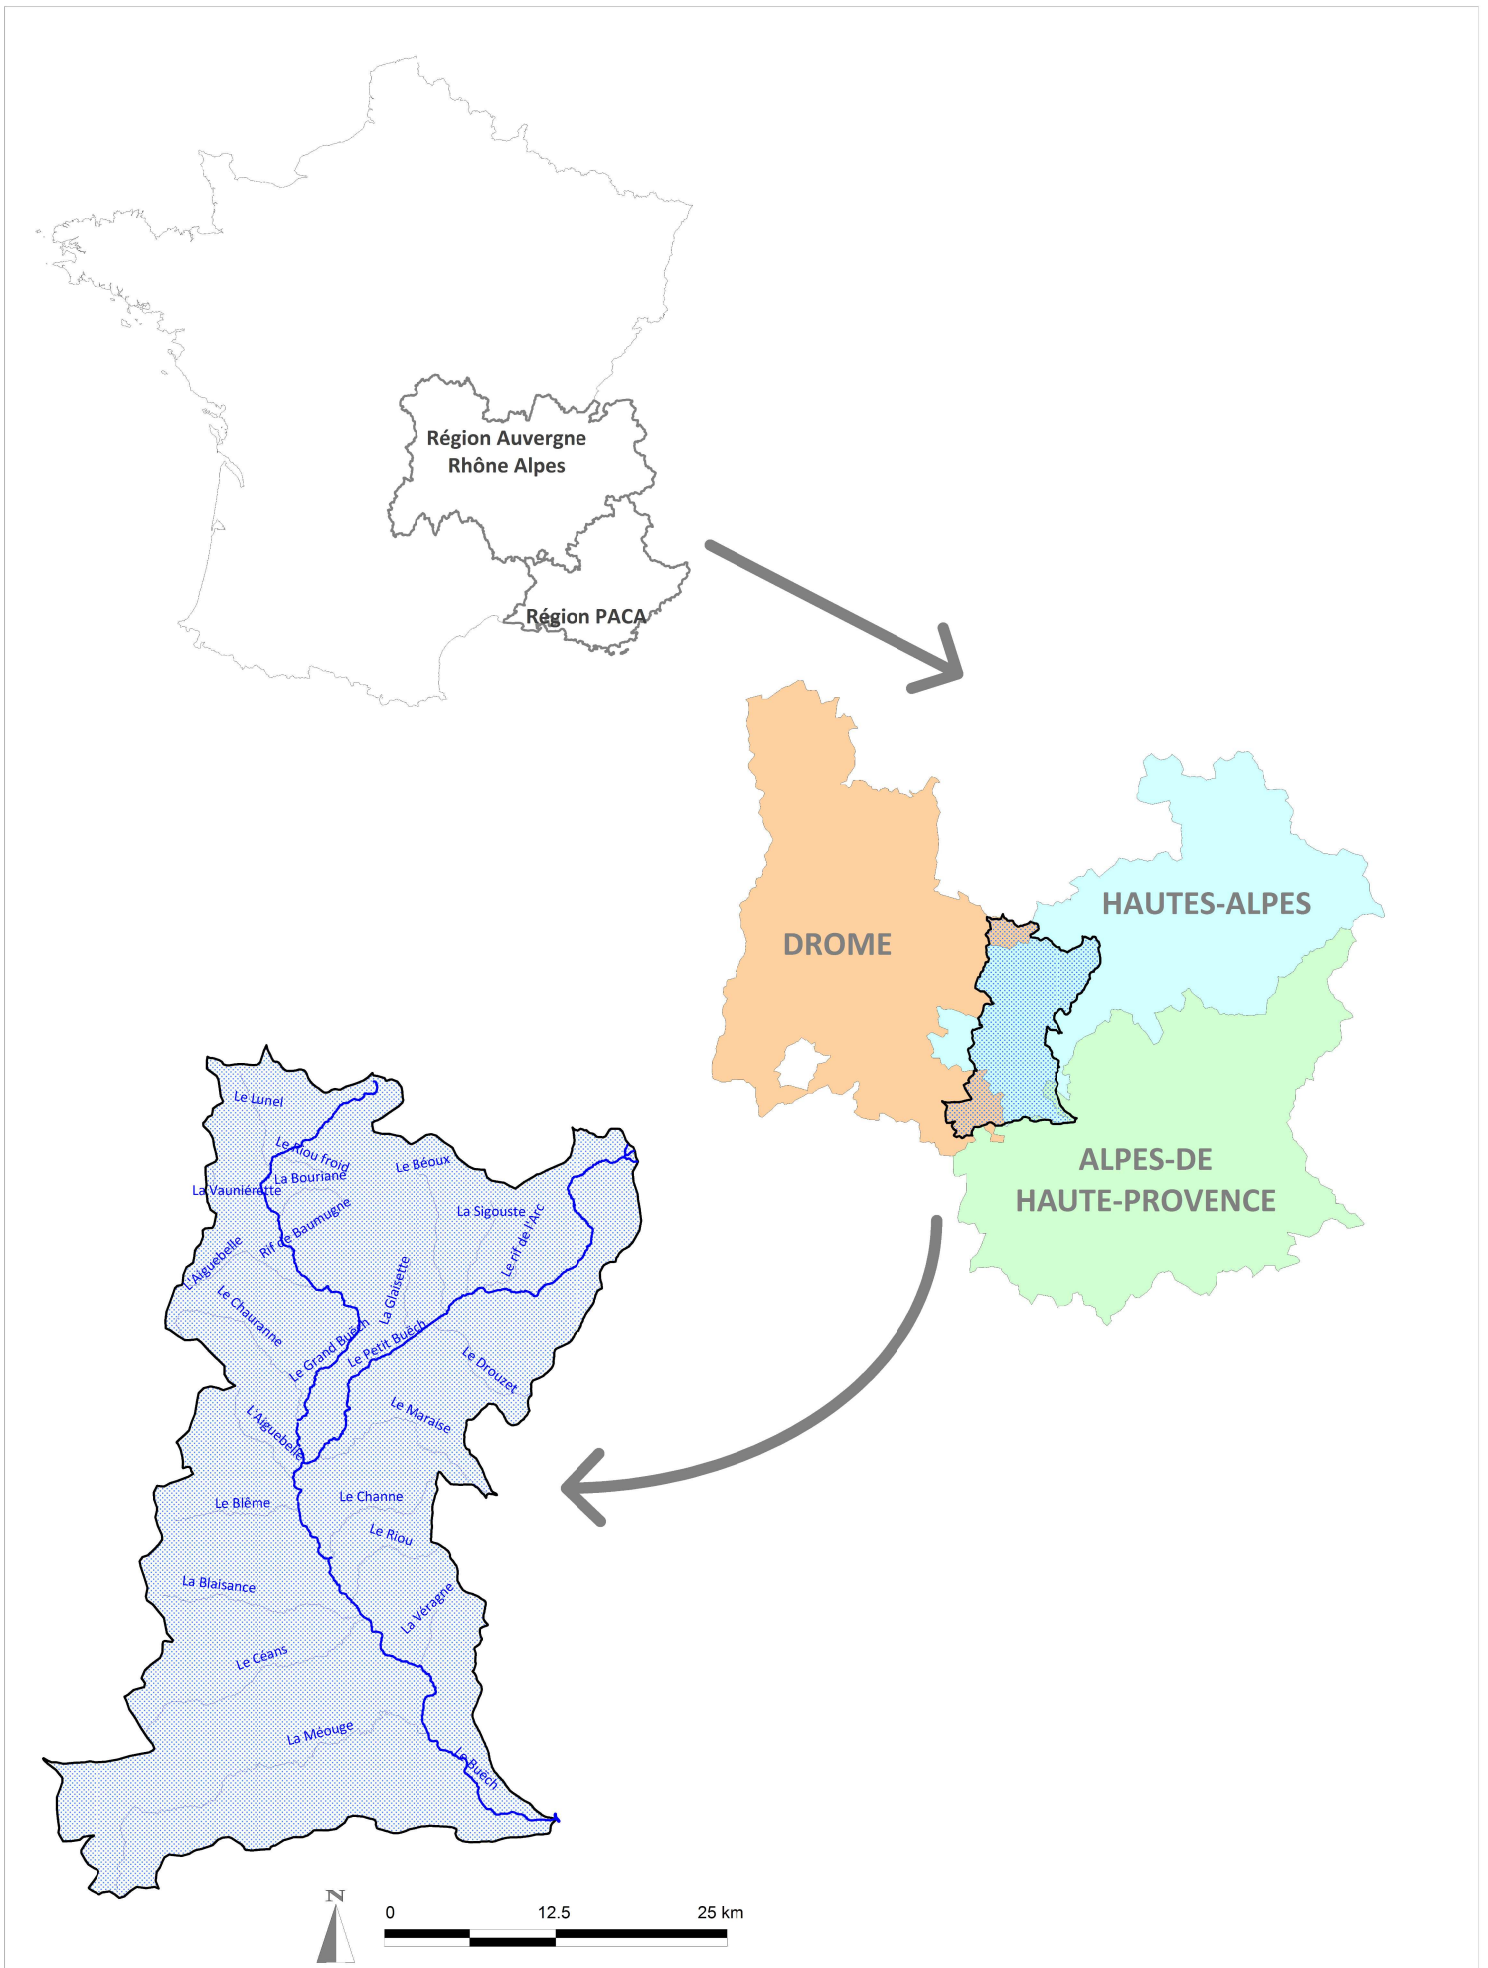 Région Auvergne
Rhône Alpes
Région PACA
HAUTES-ALPES
DROME
ALPES-DE
HAUTE-PROVENCE
Le Lunel
Le Riou froid
Le Béoux
La Bouriane
La Vauniérette
Rif de Baumugne
La Sigouste
Le rif de l'Arc
L'Aiguebelle
La Glaisette
Le Chauranne
Le Grand Buëch
Le Petit Buëch
Le Drouzet
Le Maraise
L'Aiguebelle
Le Blême
Le Channe
Le Riou
La Blaisance
La Véragne
Le Céans
La Méouge
Le Buëch
N
0 12.5 25 km